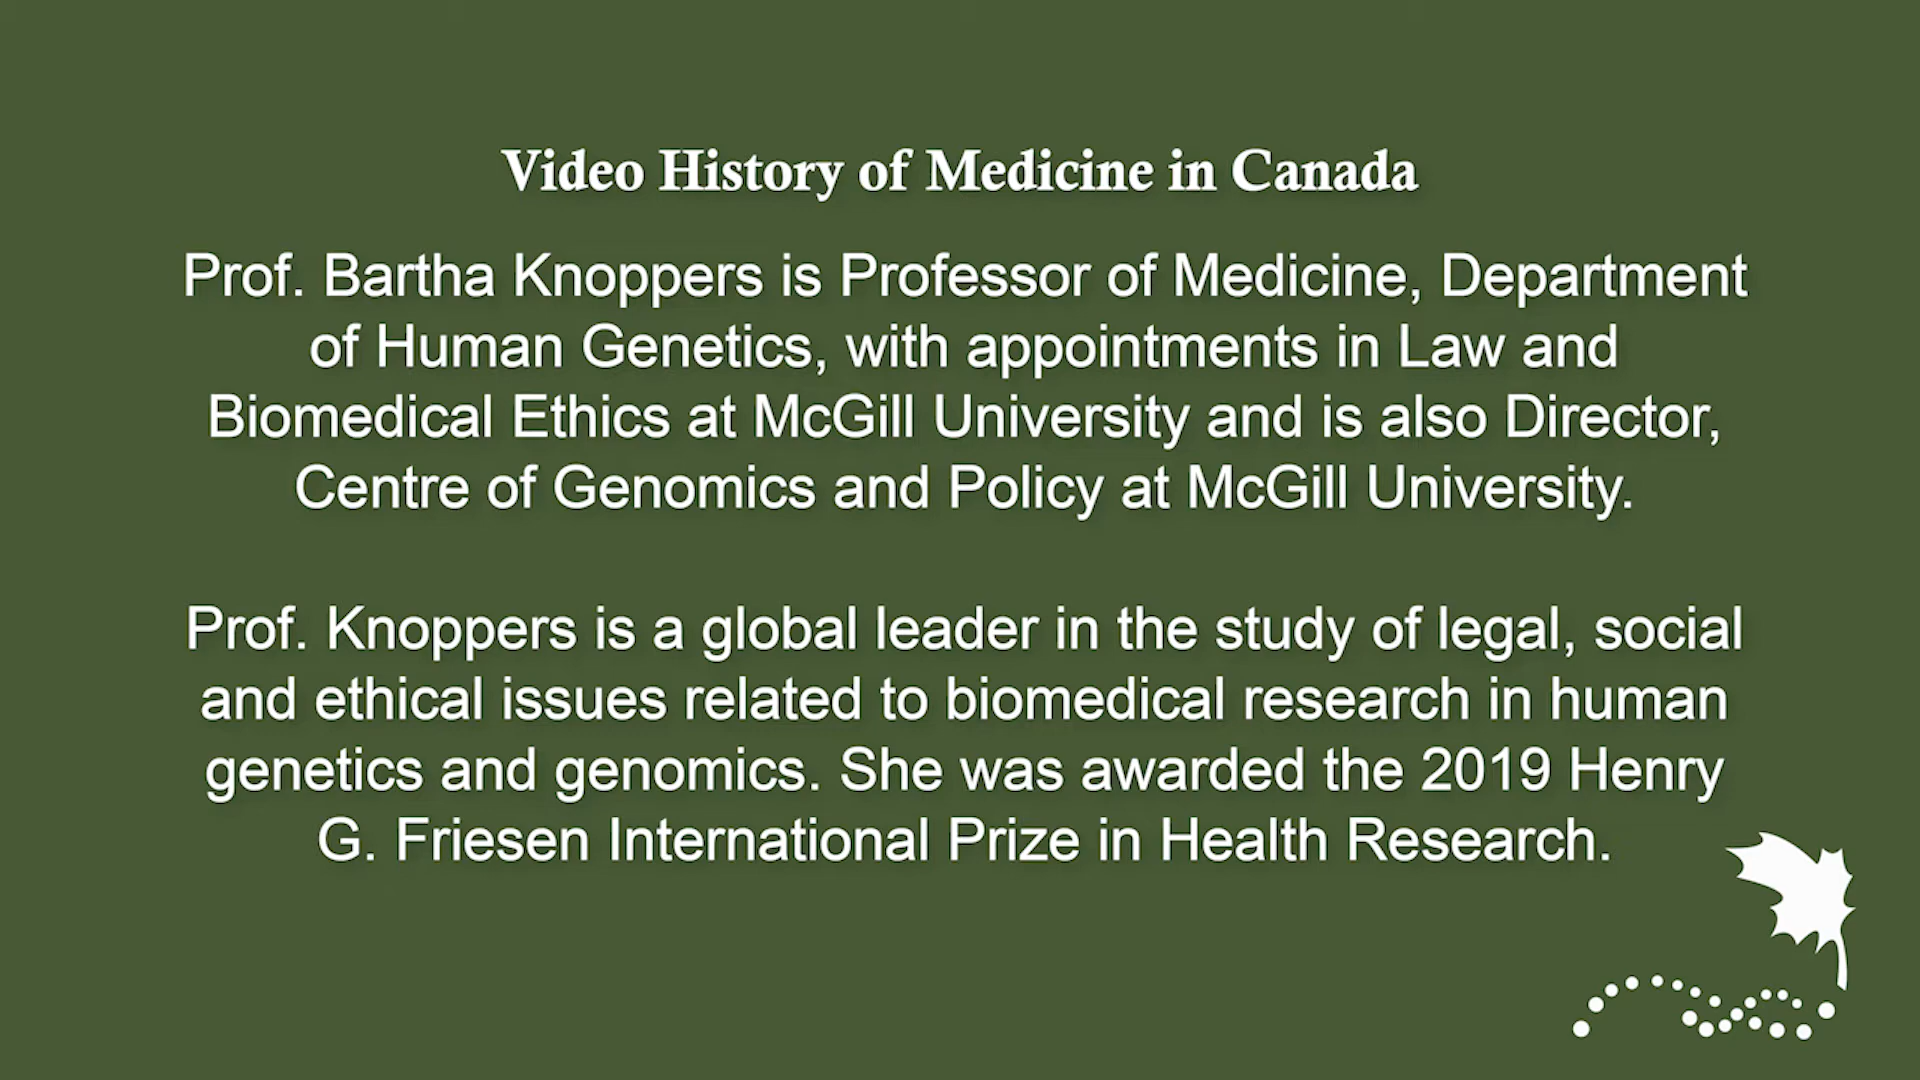 Video History of Medicine in Canada
Prof. Bartha Knoppers is Professor of Medicine, Department
of Human Genetics, with appointments in Law and
Biomedical Ethics at McGill University and is also Director,
Centre of Genomics and Policy at McGill University.
Prof. Knoppers is a global leader in the study of legal, social
and ethical issues related to biomedical research in human
genetics and genomics. She was awarded the 2019 Henry
G. Friesen International Prize in Health Research.